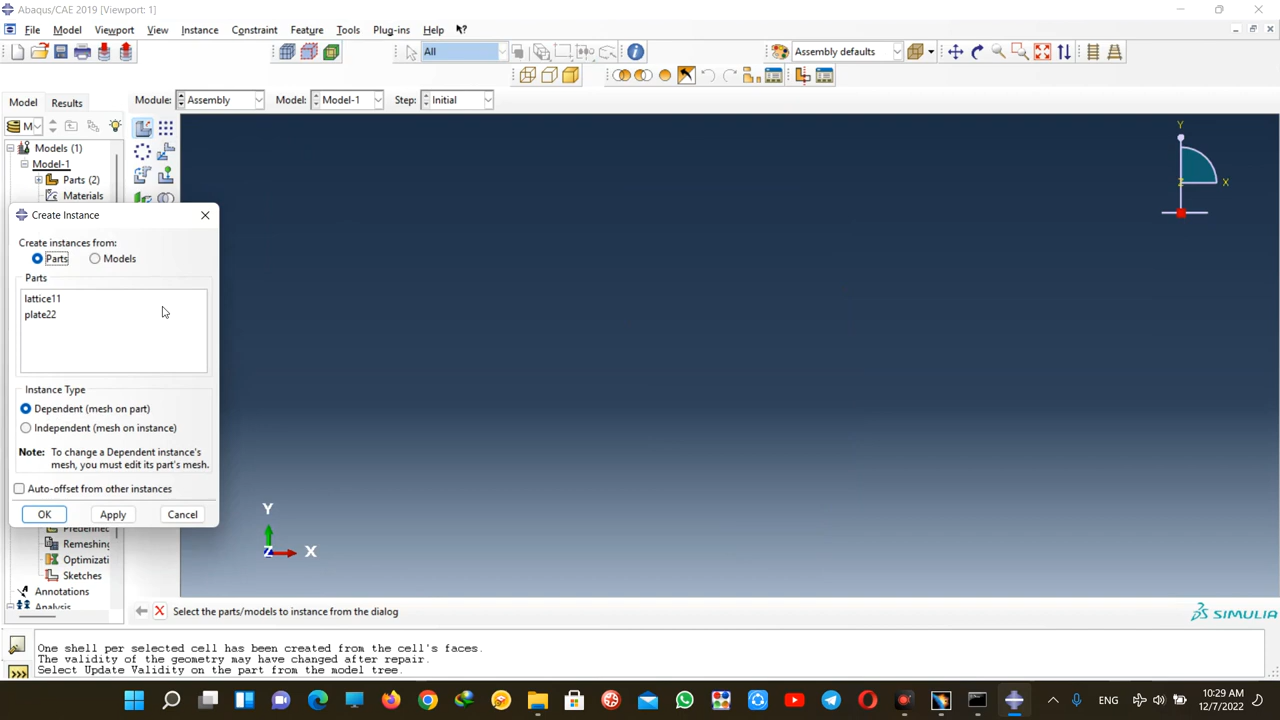 Abaqus/CAE 2019 [Viewport: 1]
File Model Viewport View Instance Constraint Feature Tools Plug-ins Help
All
Assembly defaults
Model Results
Module: Assembly Model: Model-1 Step: Initial
M
Models (1)
Model-1
Parts (2)
Materials
Create Instance
Create instances from:
Parts Models
Parts
lattice11
plate22
Instance Type
Dependent (mesh on part)
Independent (mesh on instance)
Note: To change a Dependent instance's
mesh, you must edit its part's mesh.
Auto-offset from other instances
OK Apply Cancel
Remeshing
Optimizati
Sketches
Annotations
Analysis
Y
Z X
Y
Z X
Select the parts/models to instance from the dialog
SIMULIA
One shell per selected cell has been created from the cell's faces.
The validity of the geometry may have changed after repair.
Select Update Validity on the part from the model tree.
ENG
10:29 AM
12/7/2022